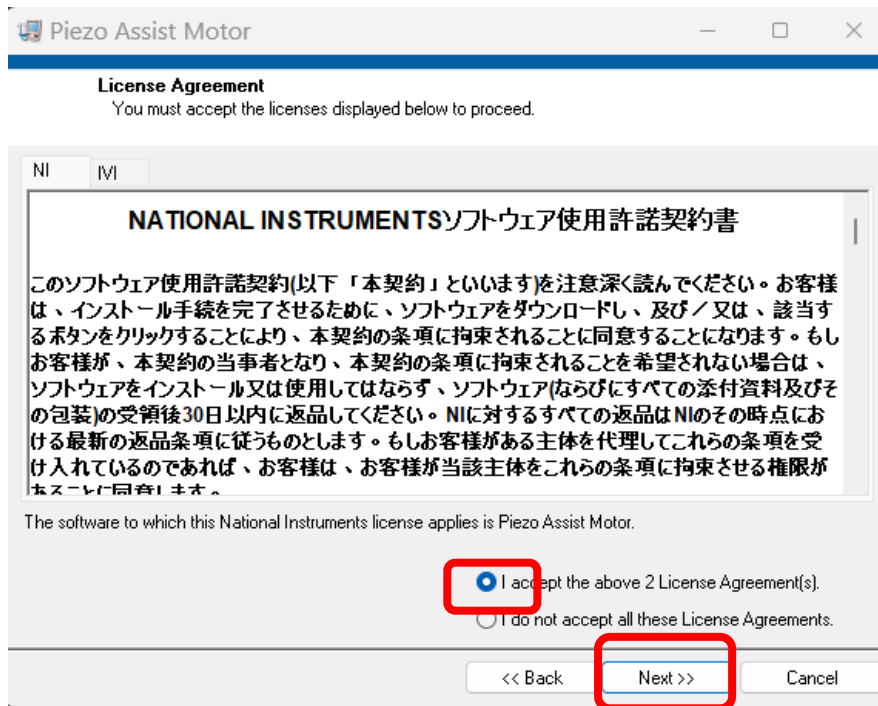 Piezo Assist Motor
License Agreement
You must accept the licenses displayed below to proceed.
NI IVI
NATIONAL INSTRUMENTSソフトウェア使用許諾契約書
このソフトウェア使用許諾契約(以下「本契約」といいます)を注意深く読んでください。お客様
は、インストール手続を完了させるために、ソフトウェアをダウンロードし、及び／又は、該当す
るボタンをクリックすることにより、本契約の条項に拘束されることに同意することになります。もし
お客様が、本契約の当事者となり、本契約の条項に拘束されることを希望されない場合は、
ソフトウェアをインストール又は使用してはならず、ソフトウェア(ならびにすべての添付資料及びそ
の包装)の受領後30日以内に返品してください。NIに対するすべての返品はNIのその時点にお
ける最新の返品条項に従うものとします。もしお客様がある主体を代理してこれらの条項を受
け入れているのであれば、お客様は、お客様が当該主体をこれらの条項に拘束させる権限が
あることに同意します。
The software to which this National Instruments license applies is Piezo Assist Motor.
I accept the above 2 License Agreement(s).
I do not accept all these License Agreements.
<< Back Next >> Cancel